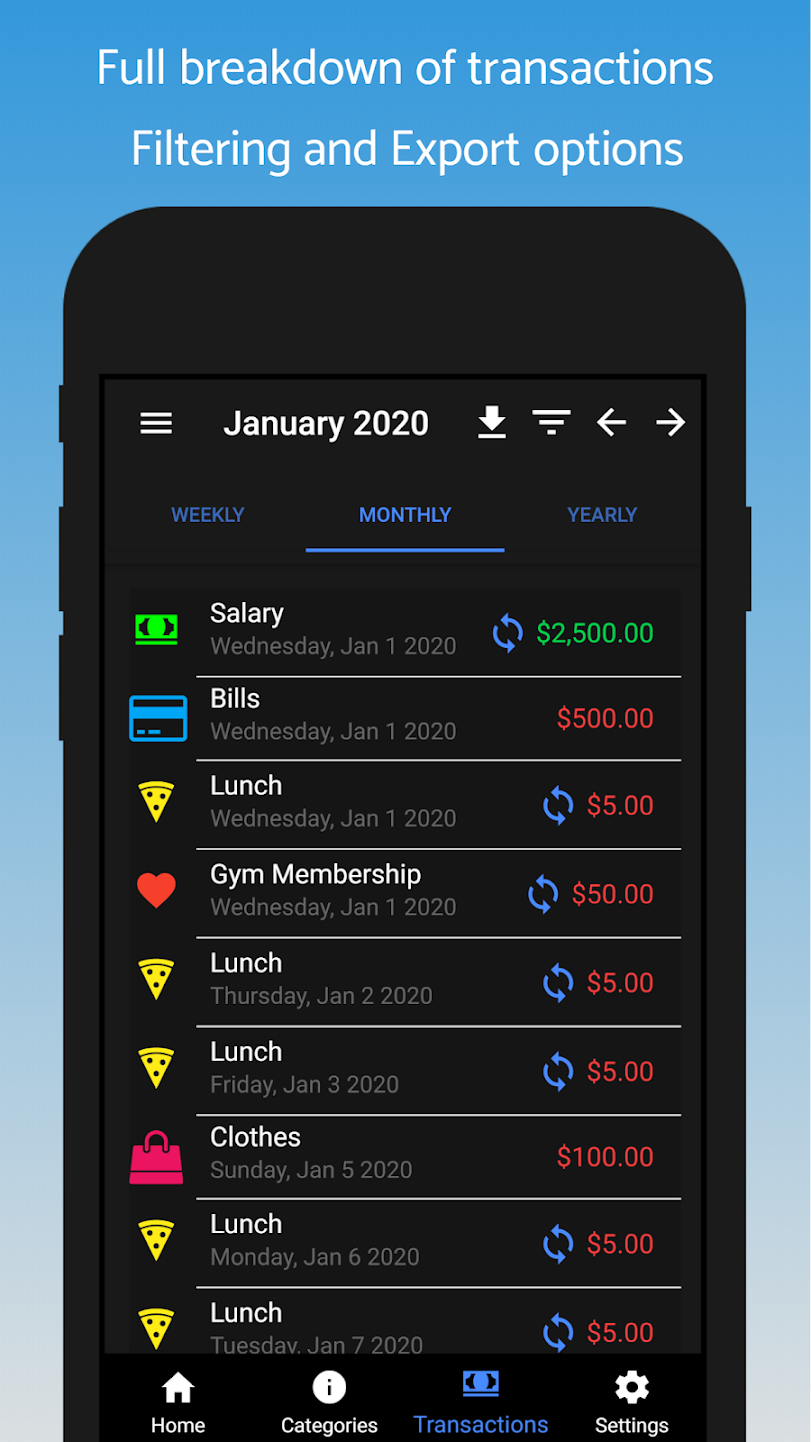 Full breakdown of transactions
Filtering and Export options
January 2020
WEEKLY MONTHLY YEARLY
Salary
Wednesday, Jan 1 2020 $2,500.00
Bills
Wednesday, Jan 1 2020 $500.00
Lunch
Wednesday, Jan 1 2020 $5.00
Gym Membership
Wednesday, Jan 1 2020 $50.00
Lunch
Thursday, Jan 2 2020 $5.00
Lunch
Friday, Jan 3 2020 $5.00
Clothes
Sunday, Jan 5 2020 $100.00
Lunch
Monday, Jan 6 2020 $5.00
Lunch
Tuesday, Jan 7 2020 $5.00
Home Categories Transactions Settings